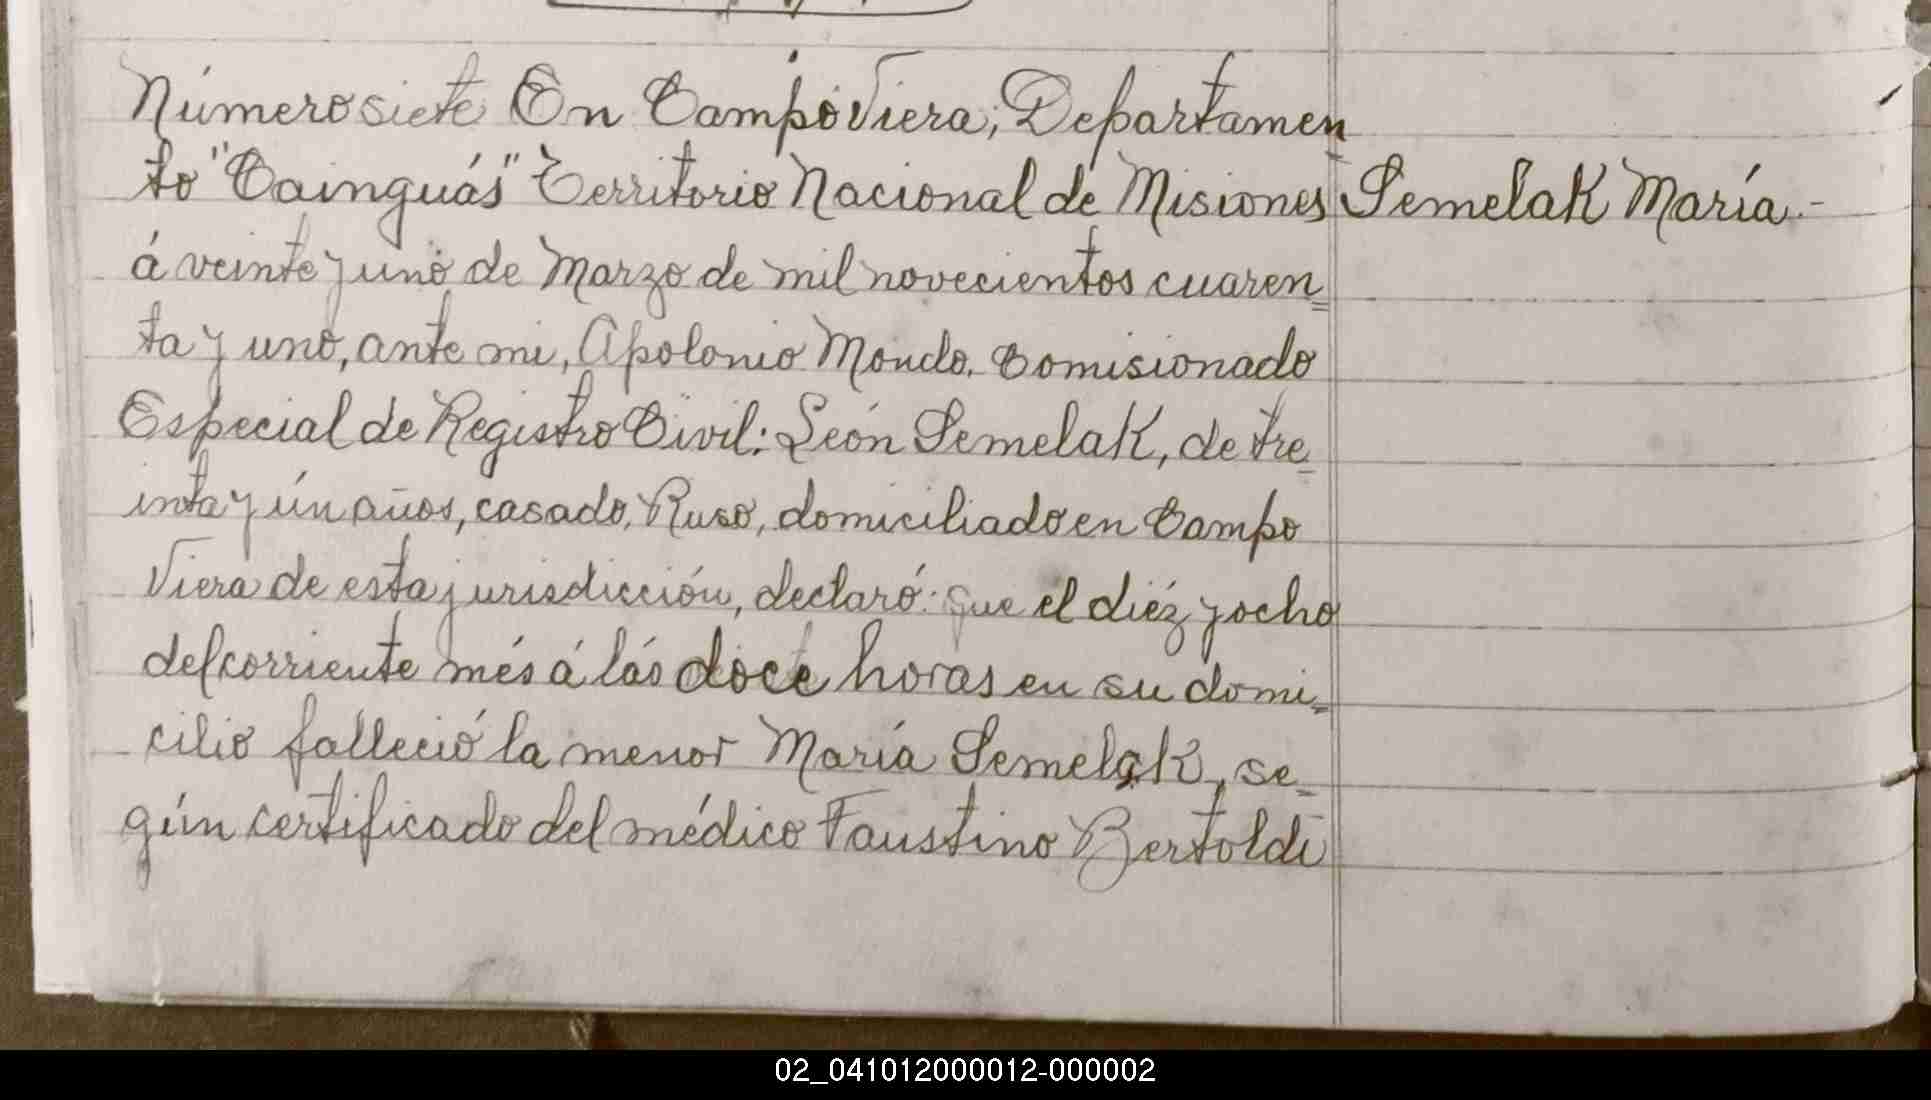 Número siete En Campo Viera, Departamen
to "Cainguás" Territorio Nacional de Misiones
Semelak María.-
á veinte y uno de Marzo de mil novecientos cuaren=
ta y uno, ante mi, Apolonio Mondo. Comisionado
Especial de Registro Civil: León Semelak, de tre
inta y ún años, casado, Ruso, domiciliado en Campo
Viera de esta jurisdicción, declaró: que el diéz y ocho
del corriente més á lás doce horas en su domi=
cilio falleció la menor María Semelak, se=
gún certificado del médico Faustino Bertoldi
02_041012000012-000002